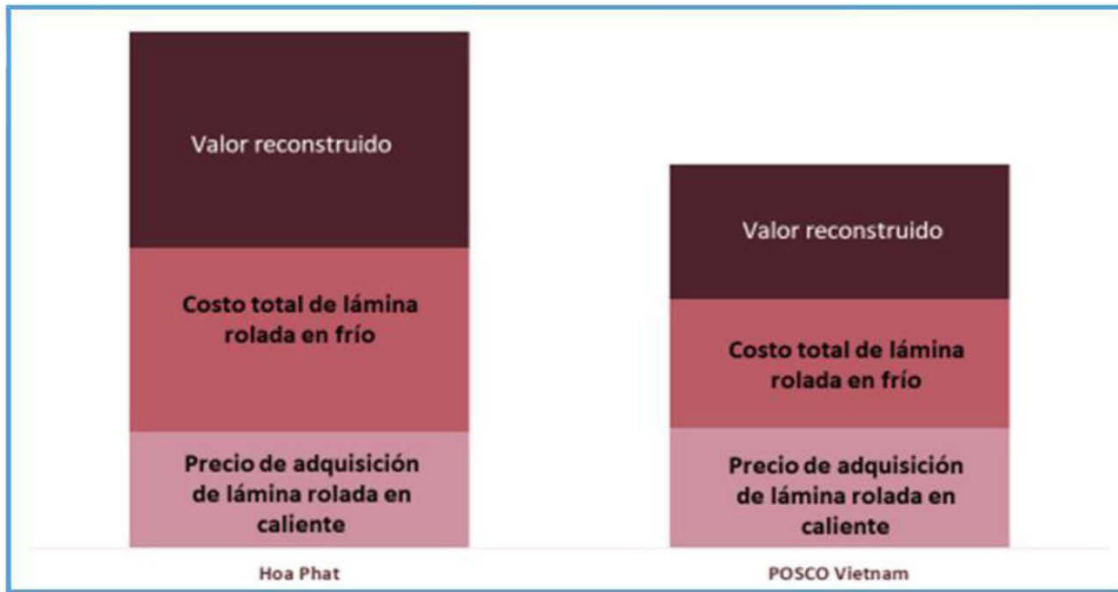 Valor reconstruido
Costo total de lámina
rolada en frío
Precio de adquisición
de lámina rolada en
caliente
Hoa Phat
Valor reconstruido
Costo total de lámina
rolada en frío
Precio de adquisición
de lámina rolada en
caliente
POSCO Vietnam